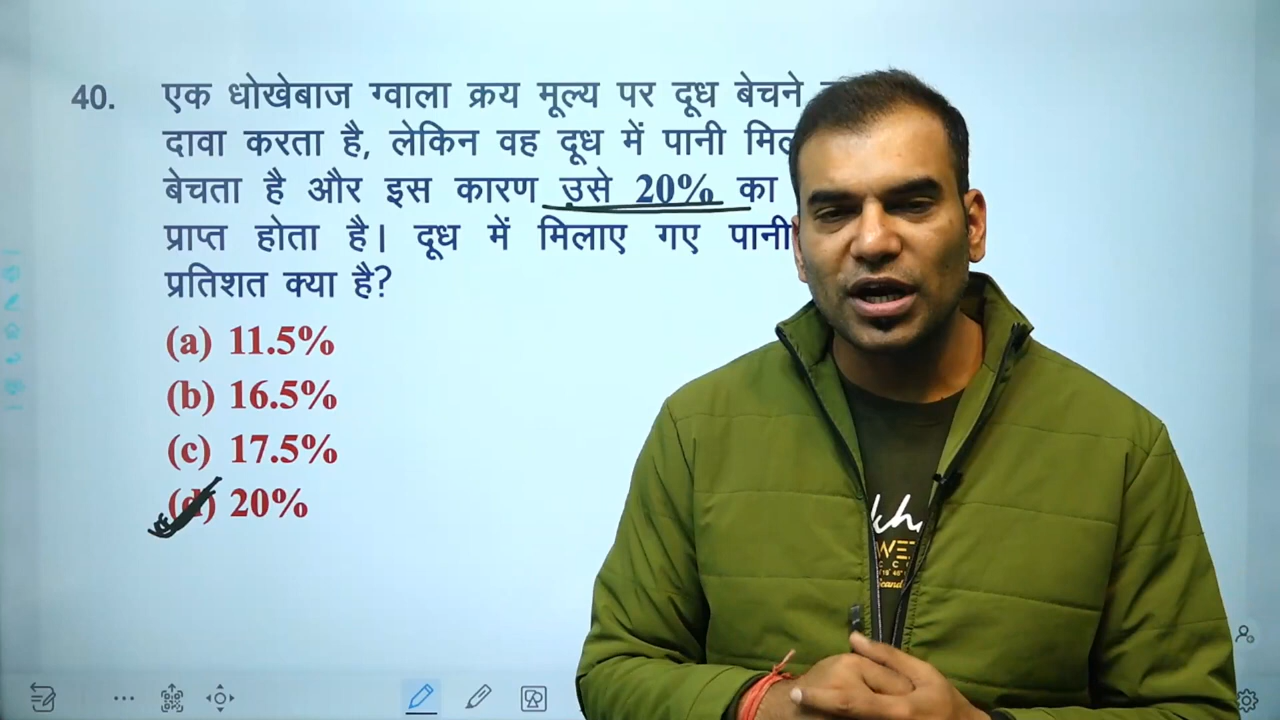 40. एक धोखेबाज ग्वाला क्रय मूल्य पर दूध बेचने
दावा करता है, लेकिन वह दूध में पानी
बेचता है और इस कारण उसे 20% का
प्राप्त होता है। दूध में मिलाए गए पानी
प्रतिशत क्या है?
(a) 11.5%
(b) 16.5%
(c) 17.5%
(d) 20%